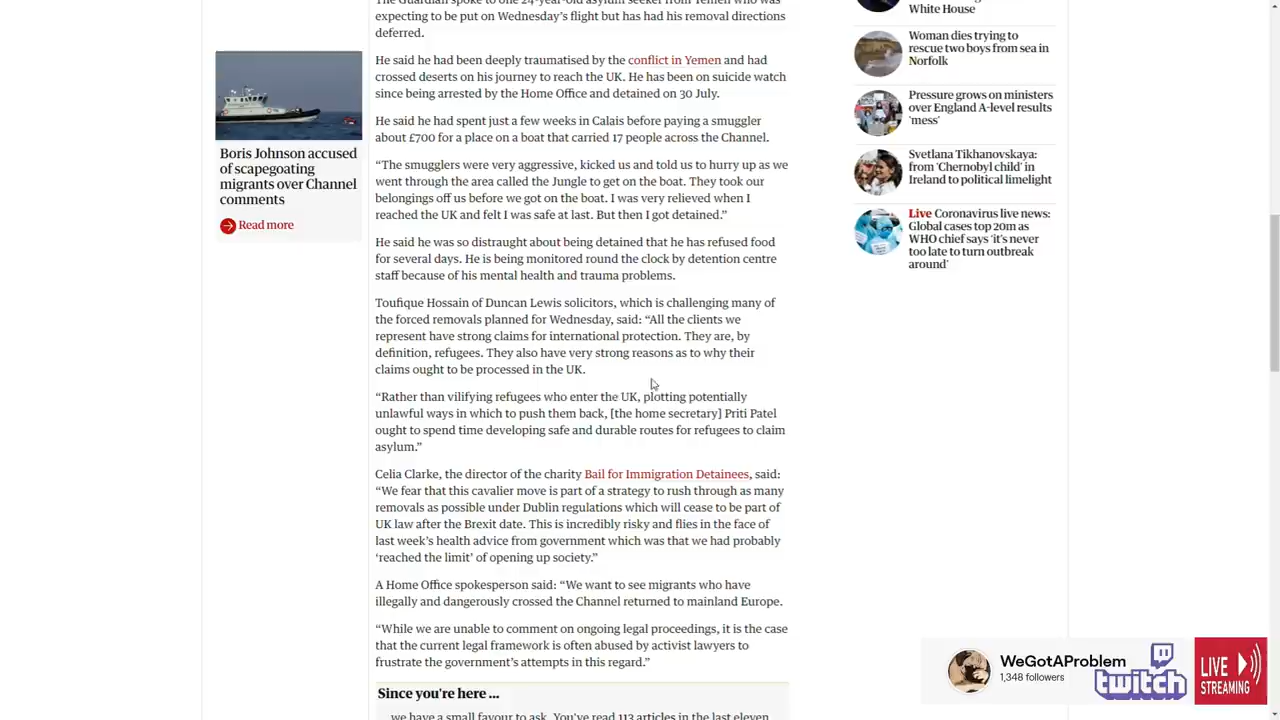 The Guardian spoke to one 24-year-old asylum seeker from Yemen who was
expecting to be put on Wednesday’s flight but has had his removal directions
deferred.
He said he had been deeply traumatised by the conflict in Yemen and had
crossed deserts on his journey to reach the UK. He has been on suicide watch
since being arrested by the Home Office and detained on 30 July.
He said he had spent just a few weeks in Calais before paying a smuggler
about £700 for a place on a boat that carried 17 people across the Channel.
“The smugglers were very aggressive, kicked us and told us to hurry up as we
went through the area called the Jungle to get on the boat. They took our
belongings off us before we got on the boat. I was very relieved when I
reached the UK and felt I was safe at last. But then I got detained.”
He said he was so distraught about being detained that he has refused food
for several days. He is being monitored round the clock by detention centre
staff because of his mental health and trauma problems.
Toufique Hossain of Duncan Lewis solicitors, which is challenging many of
the forced removals planned for Wednesday, said: “All the clients we
represent have strong claims for international protection. They are, by
definition, refugees. They also have very strong reasons as to why their
claims ought to be processed in the UK.
“Rather than vilifying refugees who enter the UK, plotting potentially
unlawful ways in which to push them back, [the home secretary] Priti Patel
ought to spend time developing safe and durable routes for refugees to claim
asylum.”
Celia Clarke, the director of the charity Bail for Immigration Detainees, said:
“We fear that this cavalier move is part of a strategy to rush through as many
removals as possible under Dublin regulations which will cease to be part of
UK law after the Brexit date. This is incredibly risky and flies in the face of
last week’s health advice from government which was that we had probably
‘reached the limit’ of opening up society.”
A Home Office spokesperson said: “We want to see migrants who have
illegally and dangerously crossed the Channel returned to mainland Europe.
“While we are unable to comment on ongoing legal proceedings, it is the case
that the current legal framework is often abused by activist lawyers to
frustrate the government’s attempts in this regard.”
Since you're here ...
... we have a small favour to ask. You’ve read 113 articles in the last eleven
Boris Johnson accused
of scapegoating
migrants over Channel
comments
Read more
White House
Woman dies trying to
rescue two boys from sea in
Norfolk
Pressure grows on ministers
over England A-level results
‘mess’
Svetlana Tikhanovskaya:
from ‘Chernobyl child’ in
Ireland to political limelight
Live Coronavirus live news:
Global cases top 20m as
WHO chief says ‘it’s never
too late to turn outbreak
around’
WeGotAProblem
1,348 followers
twitch
LIVE
STREAMING